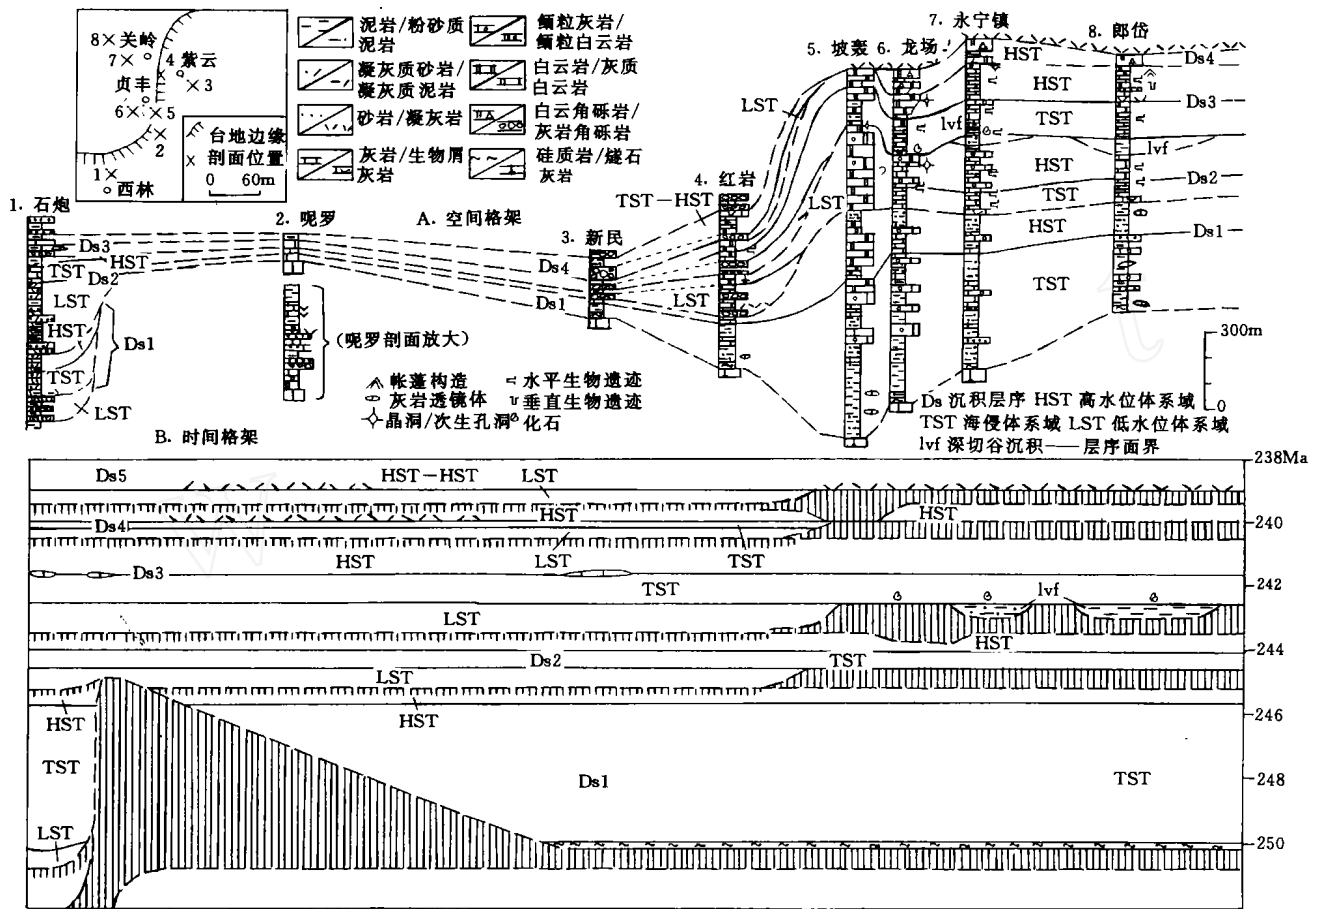 8×关岭
7×
4 紫云
×3
贞丰
6× ×5
2
1×
西林
台地边缘
剖面位置
0 60m
泥岩/粉砂质
泥岩
凝灰质砂岩/
凝灰质泥岩
砂岩/凝灰岩
灰岩/生物屑
灰岩
鲕粒灰岩/
鲕粒白云岩
白云岩/灰质
白云岩
白云角砾岩/
灰岩角砾岩
硅质岩/燧石
灰岩
A. 空间格架
1. 石炮
2. 呢罗
3. 新民
4. 红岩
5. 坡轰
6. 龙场
7. 永宁镇
8. 郎岱
Ds3
HST
TST
Ds2
LST
HST
Ds1
TST
LST
(呢罗剖面放大)
Ds4
Ds1
TST-HST
LST
LST
LST
HST
HST
TST
lvf
HST
TST
HST
TST
lvf
Ds4
Ds3
Ds2
Ds1
300m
0
帐蓬构造
水平生物遗迹
灰岩透镜体
垂直生物遗迹
晶洞/次生孔洞
化石
Ds 沉积层序 HST 高水位体系域
TST 海侵体系域 LST 低水位体系域
lvf 深切谷沉积——层序面界
B. 时间格架
238Ma
Ds5
HST-HST
LST
HST
HST
240
Ds4
HST
LST
TST
Ds3
242
TST
lvf
LST
HST
244
Ds2
TST
LST
HST
HST
246
TST
Ds1
TST
248
LST
250